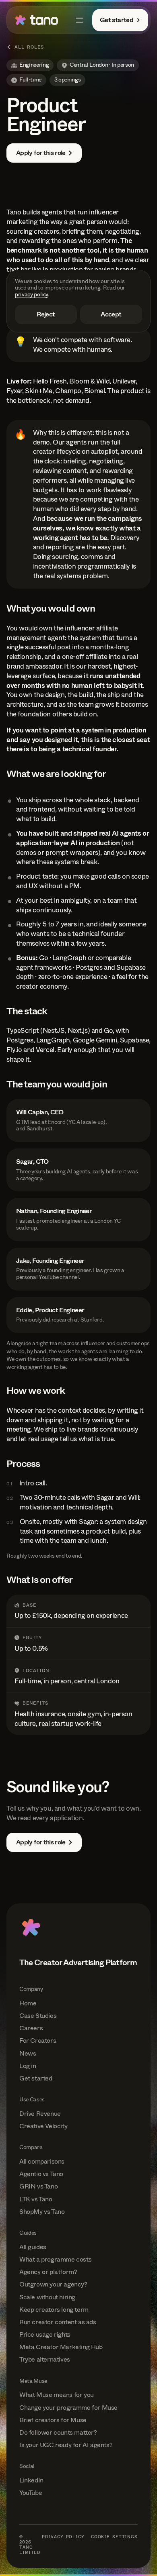 tano
Get started
ALL ROLES
Engineering
Central London · In person
Full-time
3 openings
Product
Engineer
Apply for this role
Tano builds agents that run influencer
marketing the way a great person would:
sourcing creators, briefing them, negotiating,
and reviewing the ones who perform. The
benchmark is not another tool, it is the human
who used to do all of this by hand, and we clear
We use cookies to understand how our site is
used and to improve your marketing. Read our
privacy policy.
Reject
Accept
We don't compete with software.
We compete with humans.
Live for: Hello Fresh, Bloom & Wild, Unilever,
Fyxer, Skin+Me, Champo, Biomel. The product is
the bottleneck, not demand.
Why this is different: this is not a
demo. Our agents run the full
creator lifecycle on autopilot, around
the clock: briefing, negotiating,
reviewing content, and rewarding
performers, all while managing live
budgets. It has to work flawlessly
because we grow with every person.
And because we run the campaigns
ourselves, we know exactly what a
working agent has to be. Discovery
and reporting are the easy part.
Doing sourcing, comms and
incentivisation programmatically is
the real systems problem.
What you would own
You would own the influencer affiliate
management agent: the system that turns a
single successful post into a months-long
relationship, and a one-off affiliate into a real
brand ambassador. It is our hardest, highest-
leverage surface, because it runs unattended
over months with no human left to babysit it.
You own the design, the build, the ship and the
architecture, and as the team grows it becomes
the foundation others build on.
If you want to point at a system in production
and say you designed it, this is the closest seat
there is to being a technical founder.
What we are looking for
You ship across the whole stack, backend
to frontend, without waiting to be told
what to build.
You have built and shipped real AI agents or
application-layer AI in production (not
demos or prompt wrappers), and you know
where these systems break.
Product taste: you make good calls on scope
and UX without a PM.
At your best in ambiguity, on a team that
ships continuously.
Roughly 5 to 7 years in, and ideally someone
who wants to be a technical founder
themselves within a few years.
Bonus: Go · LangGraph or comparable
agent frameworks · Postgres and Supabase
depth · zero-to-one experience · a feel for the
creator economy.
The stack
TypeScript (NestJS, Next.js) and Go, with
Postgres, LangGraph, Google Gemini, Supabase,
Fly.io and Vercel. Early enough that you will
shape it.
The team you would join
Will Caplan, CEO
GTM lead at Encord (YC AI scale-up),
and Sandhurst.
Sagar, CTO
Three years building AI agents, early before it was
a category.
Nathan, Founding Engineer
Fastest-promoted engineer at a London YC
scale-up.
Jake, Founding Engineer
Previously a founding engineer. Has grown a
personal YouTube channel.
Eddie, Product Engineer
Previously did research at Stanford.
Alongside a tight team across influencer and customer ops
who do, by hand, the work the agents are learning to do.
We own the outcomes, so we know exactly what a
working agent has to be.
How we work
Whoever has the context decides, by writing it
down and shipping it, not by waiting for a
meeting. We ship to live brands continuously
and let real usage tell us what is true.
Process
01 Intro call.
02 Two 30-minute calls with Sagar and Will:
motivation and technical depth.
03 Onsite, mostly with Sagar: a system design
task and sometimes a product build, plus
time with the team and lunch.
Roughly two weeks end to end.
What is on offer
BASE
Up to £150k, depending on experience
EQUITY
Up to 0.5%
LOCATION
Full-time, in person, central London
BENEFITS
Health insurance, onsite gym, in-person
culture, real startup work-life
Sound like you?
Tell us why you, and what you'd want to own.
We read every application.
Apply for this role
The Creator Advertising Platform
Company
Home
Case Studies
Careers
For Creators
News
Log in
Get started
Use Cases
Drive Revenue
Creative Velocity
Compare
All comparisons
Agentio vs Tano
GRIN vs Tano
LTK vs Tano
ShopMy vs Tano
Guides
All guides
What a programme costs
Agency or platform?
Outgrown your agency?
Scale without hiring
Keep creators long term
Run creator content as ads
Price usage rights
Meta Creator Marketing Hub
Trybe alternatives
Meta Muse
What Muse means for you
Change your programme for Muse
Brief creators for Muse
Do follower counts matter?
Is your UGC ready for AI agents?
Social
LinkedIn
YouTube
© 2026 TANO LIMITED
PRIVACY POLICY
COOKIE SETTINGS